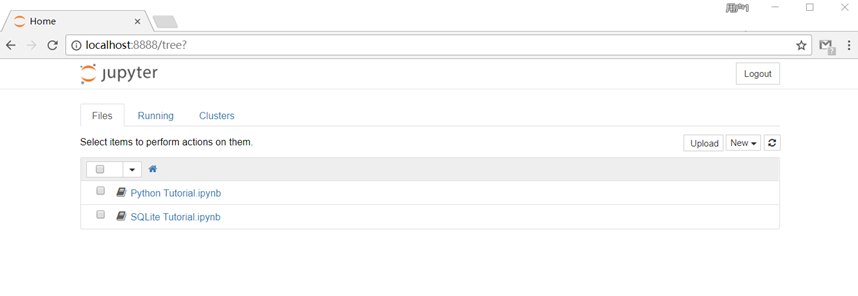 用户1
Home
localhost:8888/tree?
jupyter
Logout
Files Running Clusters
Select items to perform actions on them.
Upload New
Python Tutorial.ipynb
SQLite Tutorial.ipynb